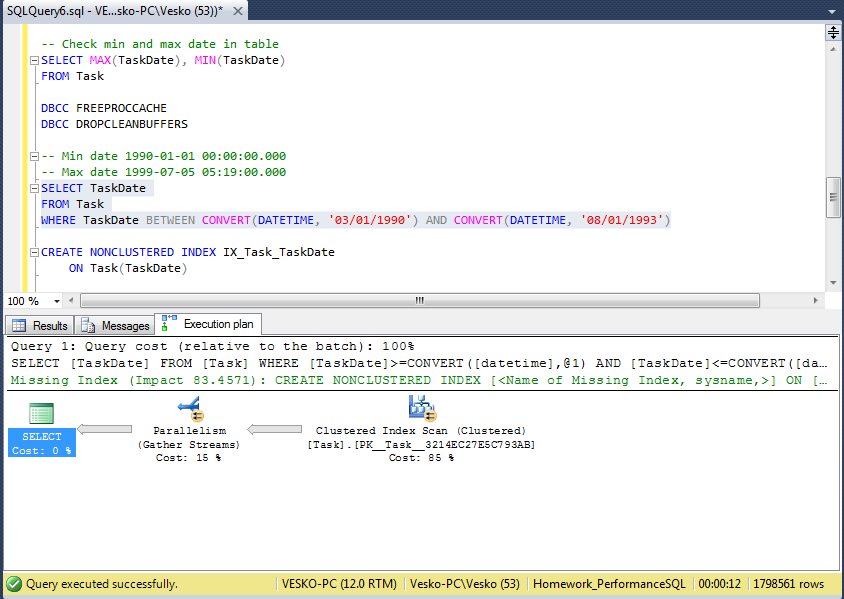 SQLQuery6.sql - VE...sko-PC\Vesko (53))*
-- Check min and max date in table
SELECT MAX(TaskDate), MIN(TaskDate)
FROM Task
DBCC FREEPROCCACHE
DBCC DROPCLEANBUFFERS
-- Min date 1990-01-01 00:00:00.000
-- Max date 1999-07-05 05:19:00.000
SELECT TaskDate
FROM Task
WHERE TaskDate BETWEEN CONVERT(DATETIME, '03/01/1990') AND CONVERT(DATETIME, '08/01/1993')
CREATE NONCLUSTERED INDEX IX_Task_TaskDate
ON Task(TaskDate)
100 %
Results Messages Execution plan
Query 1: Query cost (relative to the batch): 100%
SELECT [TaskDate] FROM [Task] WHERE [TaskDate]>=CONVERT([datetime],@1) AND [TaskDate]<=CONVERT([da...
Missing Index (Impact 83.4571): CREATE NONCLUSTERED INDEX [<Name of Missing Index, sysname,>] ON [...
SELECT
Cost: 0 %
Parallelism
(Gather Streams)
Cost: 15 %
Clustered Index Scan (Clustered)
[Task].[PK__Task__3214EC27E5C793AB]
Cost: 85 %
Query executed successfully. VESKO-PC (12.0 RTM) Vesko-PC\Vesko (53) Homework_PerformanceSQL 00:00:12 1798561 rows